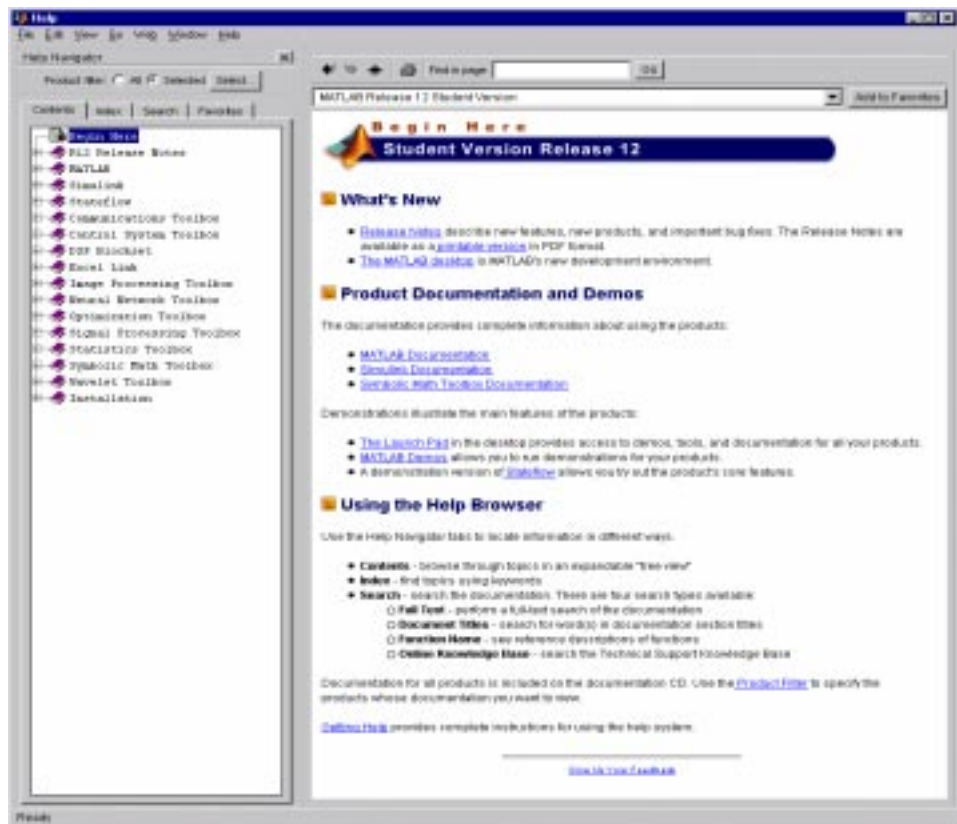 Help
File Edit View Go Web Window Help
Help Navigator
Product filter: All Selected Select...
Contents Index Search Favorites
Begin Here
R12 Release Notes
MATLAB
Simulink
Stateflow
Communications Toolbox
Control System Toolbox
DSP Blockset
Excel Link
Image Processing Toolbox
Neural Network Toolbox
Optimization Toolbox
Signal Processing Toolbox
Statistics Toolbox
Symbolic Math Toolbox
Wavelet Toolbox
Installation
Find in page:
MATLAB Release 12 Student Version
Add to Favorites
Begin Here
Student Version Release 12
What's New
Release Notes describe new features, new products, and important bug fixes. The Release Notes are
available as a printable version in PDF format.
The MATLAB desktop is MATLAB's new development environment.
Product Documentation and Demos
The documentation provides complete information about using the products:
MATLAB Documentation
Simulink Documentation
Symbolic Math Toolbox Documentation
Demonstrations illustrate the main features of the products:
The Launch Pad in the desktop provides access to demos, tools, and documentation for all your products.
MATLAB Demos allows you to run demonstrations for your products.
A demonstration version of Stateflow allows you try out the product's core features.
Using the Help Browser
Use the Help Navigator tabs to locate information in different ways.
Contents - browse through topics in an expandable "tree view"
Index - find topics using keywords
Search - search the documentation. There are four search types available:
Full Text - perform a full-text search of the documentation
Document Titles - search for word(s) in documentation section titles
Function Name - see reference descriptions of functions
Online Knowledge Base - search the Technical Support Knowledge Base
Documentation for all products is included on the documentation CD. Use the Product Filter to specify the
products whose documentation you want to view.
Getting Help provides complete instructions for using the help system.
Give Us Your Feedback
Ready